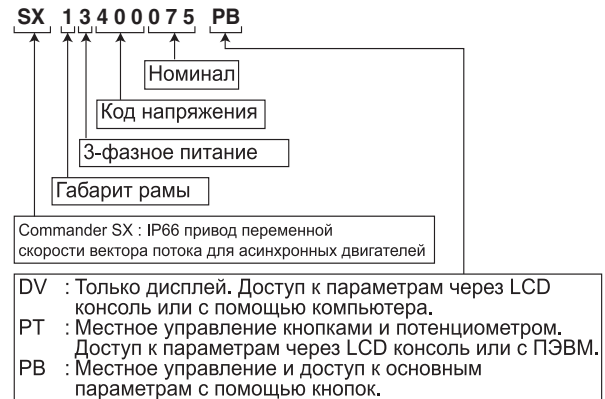 SX 1 3 4 0 0 0 7 5 PB
Номинал
Код напряжения
3-фазное питание
Габарит рамы
Commander SX : IP66 привод переменной
скорости вектора потока для асинхронных двигателей
DV : Только дисплей. Доступ к параметрам через LCD
консоль или с помощью компьютера.
PT : Местное управление кнопками и потенциометром.
Доступ к параметрам через LCD консоль или с ПЭВМ.
PB : Местное управление и доступ к основным
параметрам с помощью кнопок.